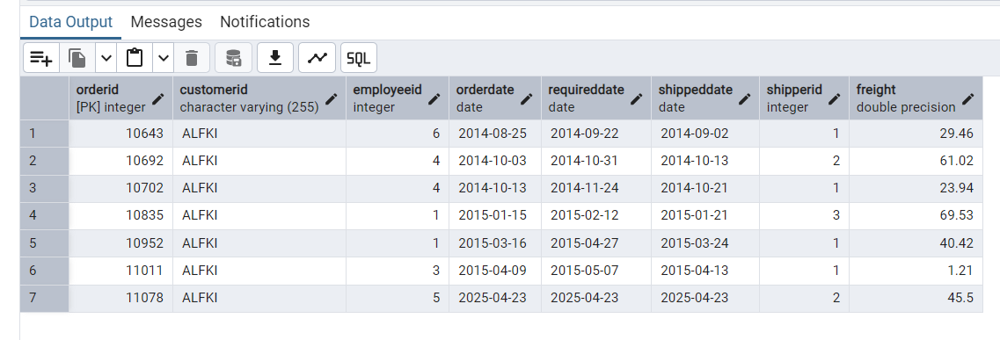 Data Output Messages Notifications
SQL
orderid customerid employeeid orderdate requireddate shippeddate shipperid freight
[PK] integer character varying (255) integer date date date integer double precision
1 10643 ALFKI 6 2014-08-25 2014-09-22 2014-09-02 1 29.46
2 10692 ALFKI 4 2014-10-03 2014-10-31 2014-10-13 2 61.02
3 10702 ALFKI 4 2014-10-13 2014-11-24 2014-10-21 1 23.94
4 10835 ALFKI 1 2015-01-15 2015-02-12 2015-01-21 3 69.53
5 10952 ALFKI 1 2015-03-16 2015-04-27 2015-03-24 1 40.42
6 11011 ALFKI 3 2015-04-09 2015-05-07 2015-04-13 1 1.21
7 11078 ALFKI 5 2025-04-23 2025-04-23 2025-04-23 2 45.5